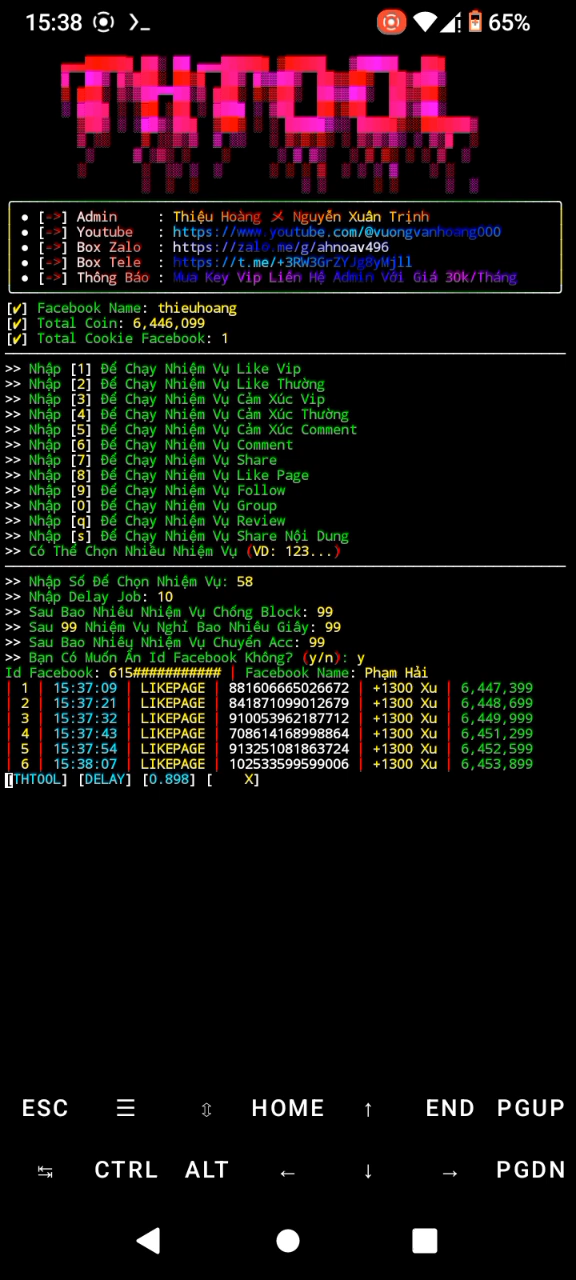 15:38 65%
THTOOL
● [=>] Admin : Thiệu Hoàng 乄 Nguyễn Xuân Trịnh
● [=>] Youtube : https://www.youtube.com/@vuongvanhoang000
● [=>] Box Zalo : https://zalo.me/g/ahnoav496
● [=>] Box Tele : https://t.me/+3RW3GrZYJg8yMjll
● [=>] Thông Báo : Mua Key Vip Liên Hệ Admin Với Giá 30k/Tháng
[✔] Facebook Name: thieuhoang
[✔] Total Coin: 6,446,099
[✔] Total Cookie Facebook: 1
>> Nhập [1] Để Chạy Nhiệm Vụ Like Vip
>> Nhập [2] Để Chạy Nhiệm Vụ Like Thường
>> Nhập [3] Để Chạy Nhiệm Vụ Cảm Xúc Vip
>> Nhập [4] Để Chạy Nhiệm Vụ Cảm Xúc Thường
>> Nhập [5] Để Chạy Nhiệm Vụ Cảm Xúc Comment
>> Nhập [6] Để Chạy Nhiệm Vụ Comment
>> Nhập [7] Để Chạy Nhiệm Vụ Share
>> Nhập [8] Để Chạy Nhiệm Vụ Like Page
>> Nhập [9] Để Chạy Nhiệm Vụ Follow
>> Nhập [0] Để Chạy Nhiệm Vụ Group
>> Nhập [q] Để Chạy Nhiệm Vụ Review
>> Nhập [s] Để Chạy Nhiệm Vụ Share Nội Dung
>> Có Thể Chọn Nhiều Nhiệm Vụ (VD: 123...)
>> Nhập Số Để Chọn Nhiệm Vụ: 58
>> Nhập Delay Job: 10
>> Sau Bao Nhiêu Nhiệm Vụ Chống Block: 99
>> Sau 99 Nhiệm Vụ Nghỉ Bao Nhiêu Giây: 99
>> Sau Bao Nhiêu Nhiệm Vụ Chuyển Acc: 99
>> Bạn Có Muốn Ẩn Id Facebook Không? (y/n): y
Id Facebook: 615########### | Facebook Name: Phạm Hải
| 1 | 15:37:09 | LIKEPAGE | 881606665026672 | +1300 Xu | 6,447,399
| 2 | 15:37:21 | LIKEPAGE | 841871099012679 | +1300 Xu | 6,448,699
| 3 | 15:37:32 | LIKEPAGE | 910053962187712 | +1300 Xu | 6,449,999
| 4 | 15:37:43 | LIKEPAGE | 708614168998864 | +1300 Xu | 6,451,299
| 5 | 15:37:54 | LIKEPAGE | 913251081863724 | +1300 Xu | 6,452,599
| 6 | 15:38:07 | LIKEPAGE | 102533599599006 | +1300 Xu | 6,453,899
[THTOOL] [DELAY] [0.898] [ X]
ESC ☰ ⇳ HOME ↑ END PGUP
↹ CTRL ALT ← ↓ → PGDN